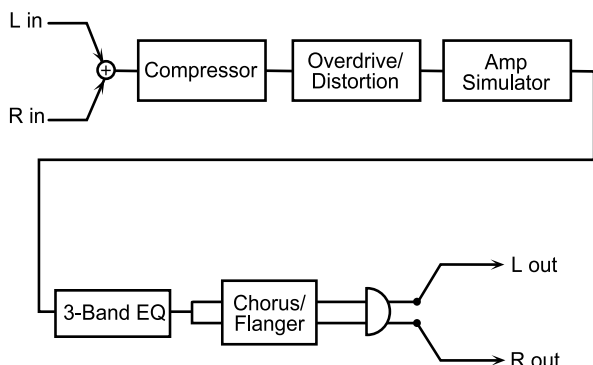 L in
R in
+
Compressor
Overdrive/
Distortion
Amp
Simulator
3-Band EQ
Chorus/
Flanger
L out
R out